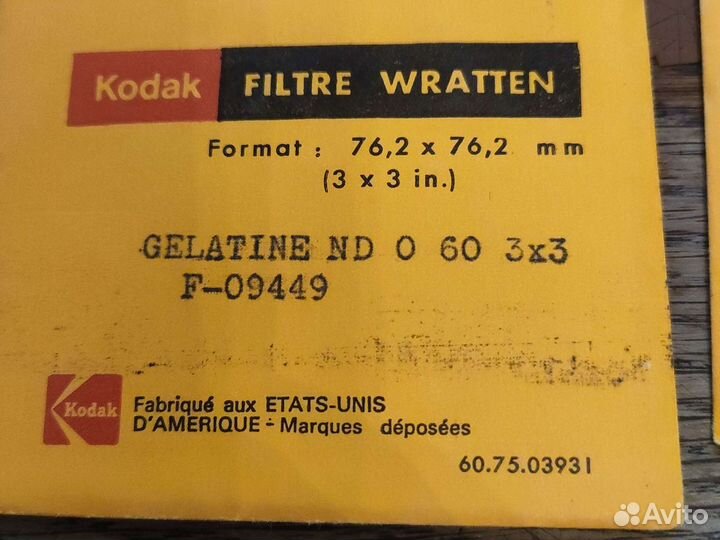 Kodak FILTRE WRATTEN
Format : 76,2 x 76,2 mm
(3 x 3 in.)
GELATINE ND 0 60 3x3
F-09449
Kodak
Fabriqué aux ETATS-UNIS
D'AMERIQUE - Marques déposées
60.75.03931
Avito